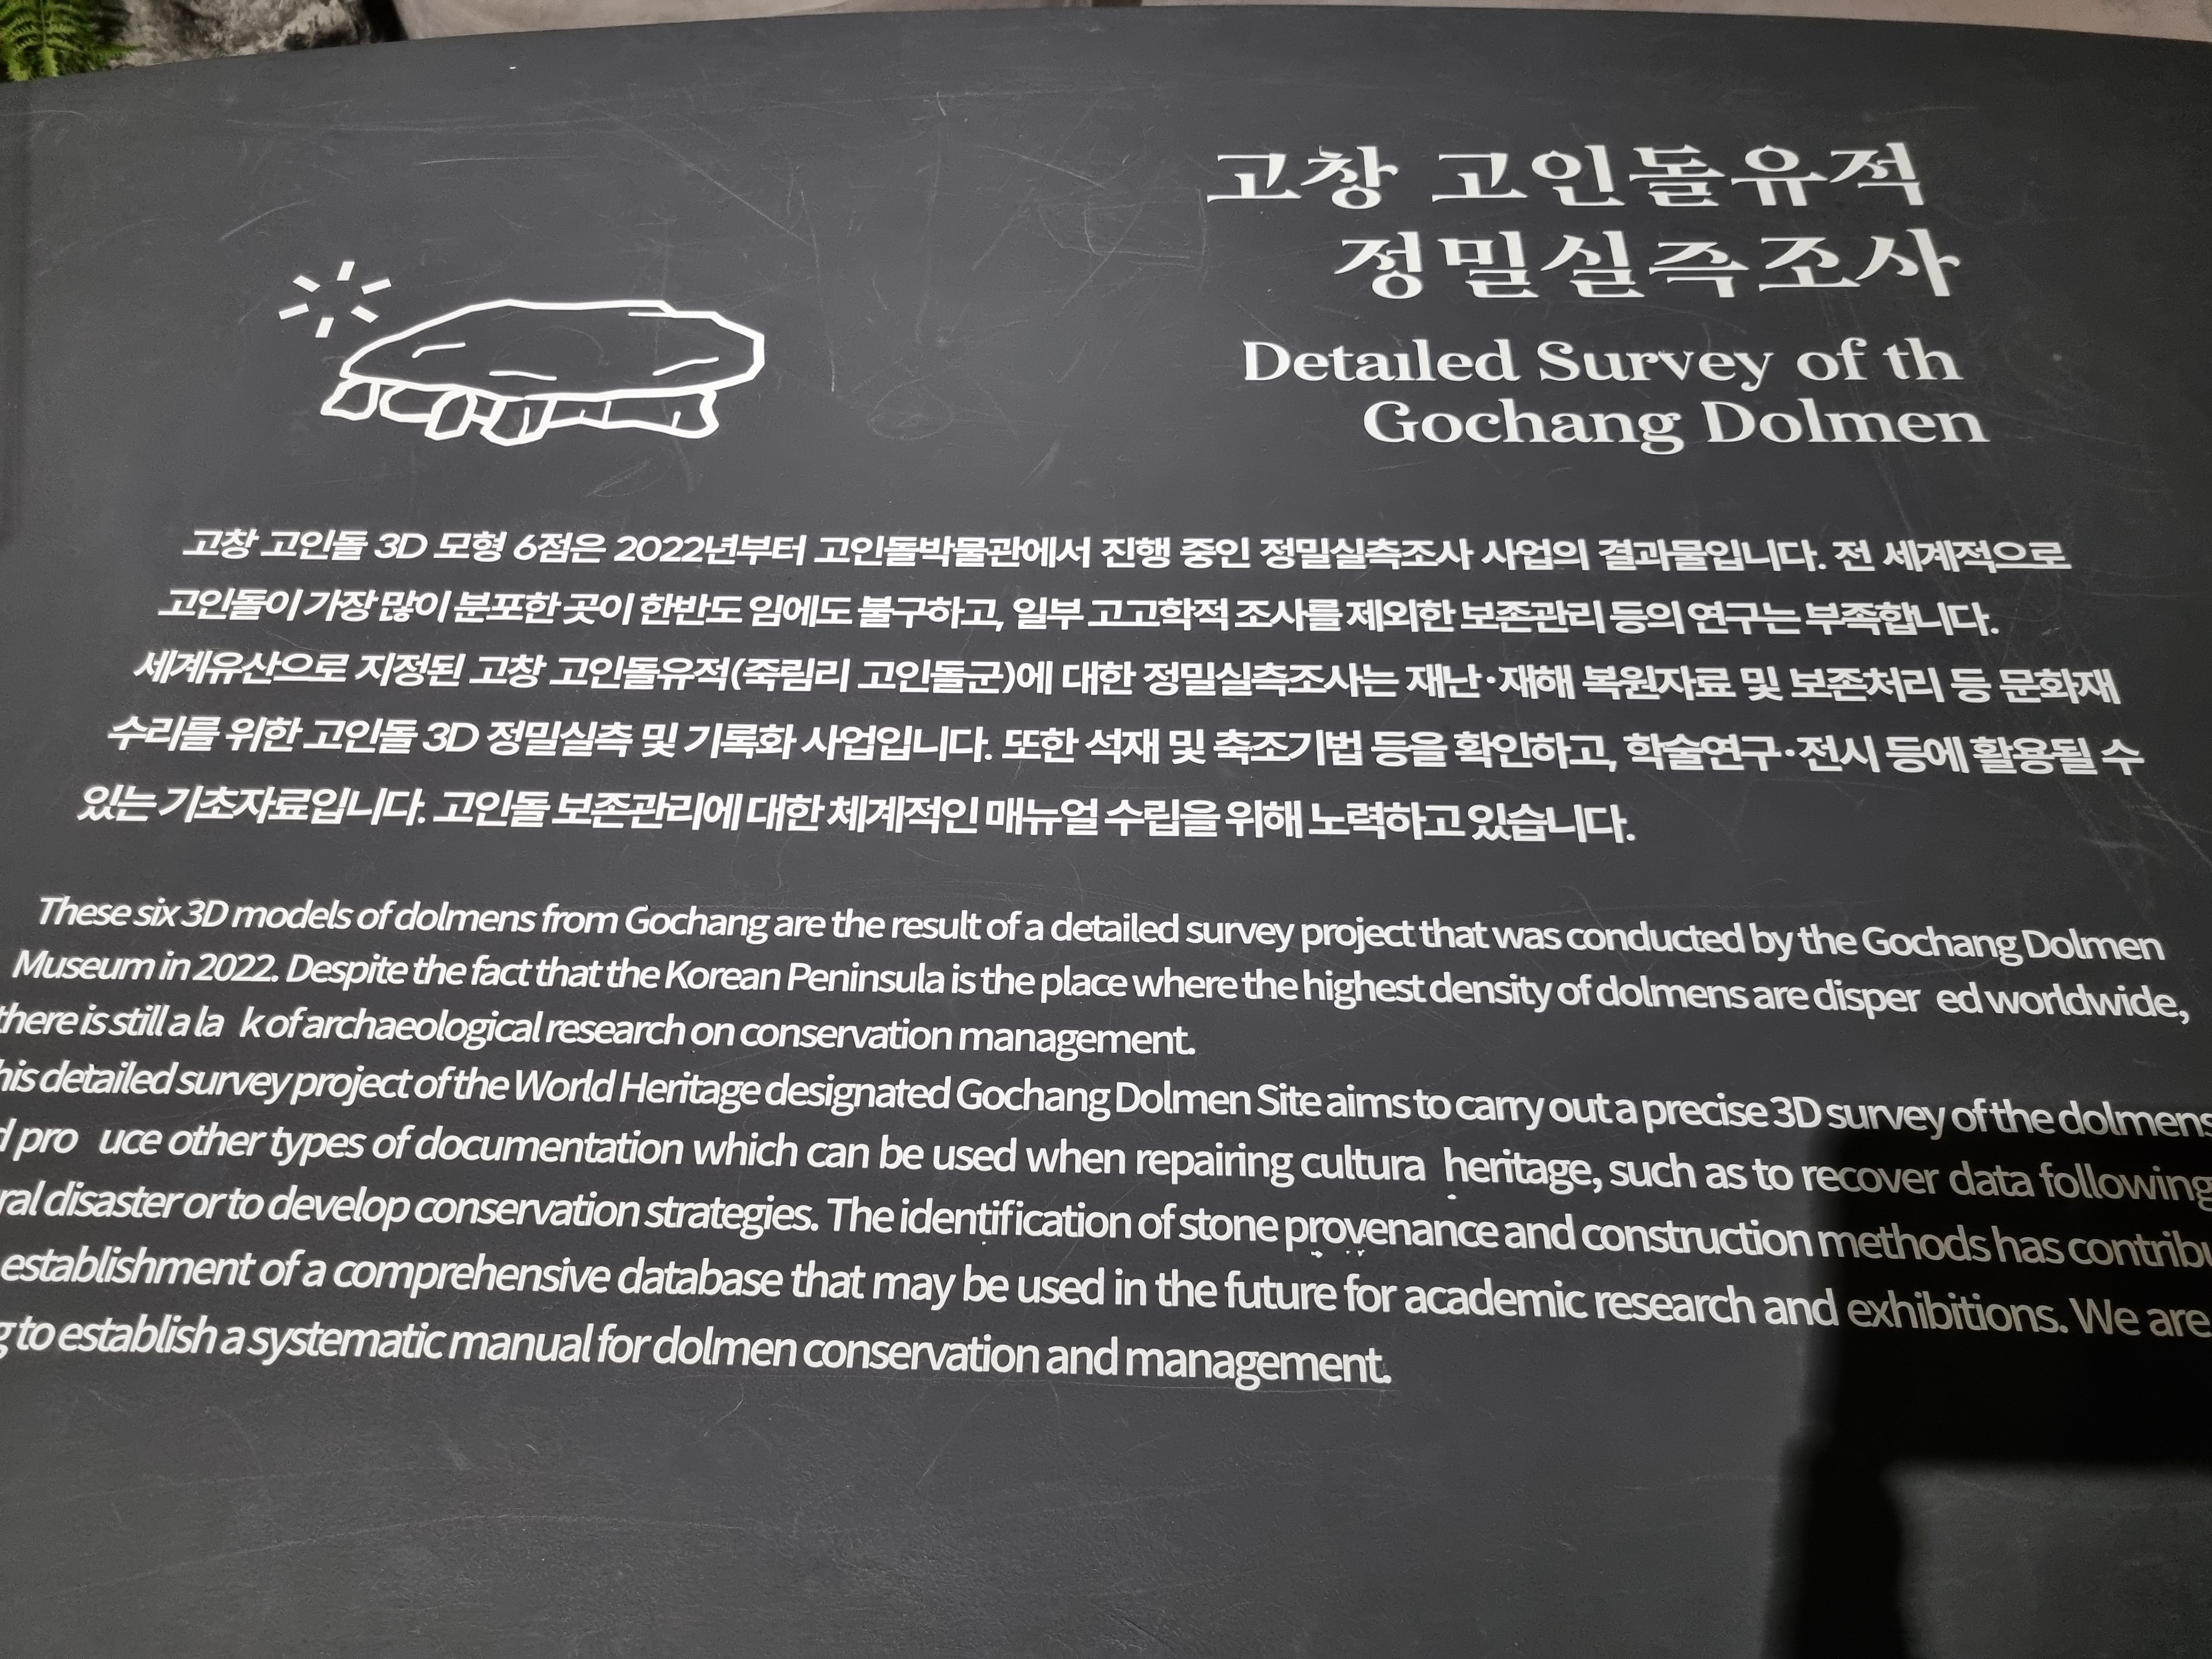 고창 고인돌유적
정밀실측조사
Detailed Survey of th
Gochang Dolmen
고창 고인돌 3D 모형 6점은 2022년부터 고인돌박물관에서 진행 중인 정밀실측조사 사업의 결과물입니다. 전 세계적으로
고인돌이 가장 많이 분포한 곳이 한반도 임에도 불구하고, 일부 고고학적 조사를 제외한 보존관리 등의 연구는 부족합니다.
세계유산으로 지정된 고창 고인돌유적(죽림리 고인돌군)에 대한 정밀실측조사는 재난·재해 복원자료 및 보존처리 등 문화재
수리를 위한 고인돌 3D 정밀실측 및 기록화 사업입니다. 또한 석재 및 축조기법 등을 확인하고, 학술연구·전시 등에 활용될 수
있는 기초자료입니다. 고인돌 보존관리에 대한 체계적인 매뉴얼 수립을 위해 노력하고 있습니다.
These six 3D models of dolmens from Gochang are the result of a detailed survey project that was conducted by the Gochang Dolmen
Museum in 2022. Despite the fact that the Korean Peninsula is the place where the highest density of dolmens are disper ed worldwide,
there is still a la k of archaeological research on conservation management.
his detailed survey project of the World Heritage designated Gochang Dolmen Site aims to carry out a precise 3D survey of the dolmens
d pro uce other types of documentation which can be used when repairing cultura heritage, such as to recover data following
ral disaster or to develop conservation strategies. The identification of stone provenance and construction methods has contribu
establishment of a comprehensive database that may be used in the future for academic research and exhibitions. We are
g to establish a systematic manual for dolmen conservation and management.